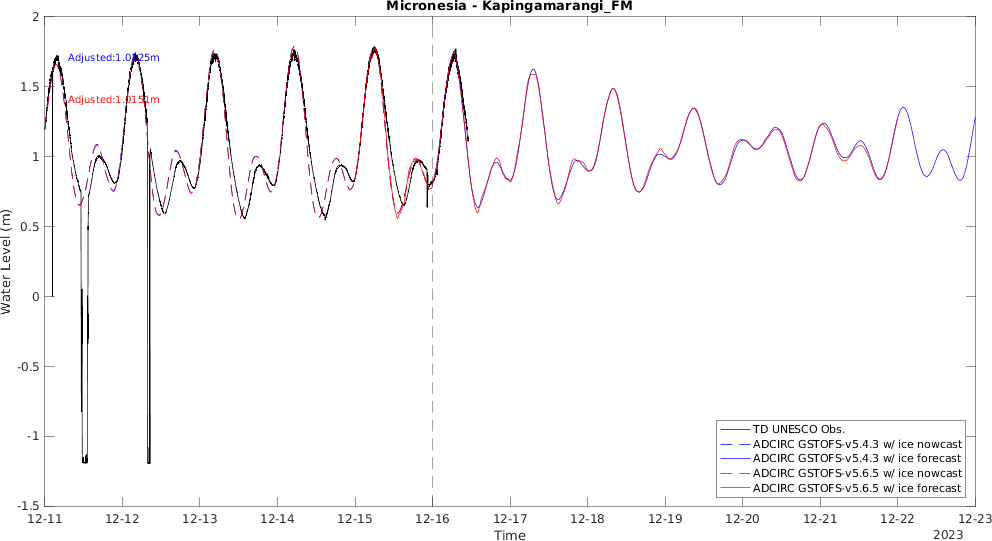 Micronesia - Kapingamarangi_FM
Water Level (m)
2
1.5
1
0.5
0
-0.5
-1
-1.5
Adjusted:1.0125m
Adjusted:1.0151m
TD UNESCO Obs.
ADCIRC GSTOFS-v5.4.3 w/ ice nowcast
ADCIRC GSTOFS-v5.4.3 w/ ice forecast
ADCIRC GSTOFS-v5.6.5 w/ ice nowcast
ADCIRC GSTOFS-v5.6.5 w/ ice forecast
12-11 12-12 12-13 12-14 12-15 12-16 12-17 12-18 12-19 12-20 12-21 12-22 12-23
Time
2023